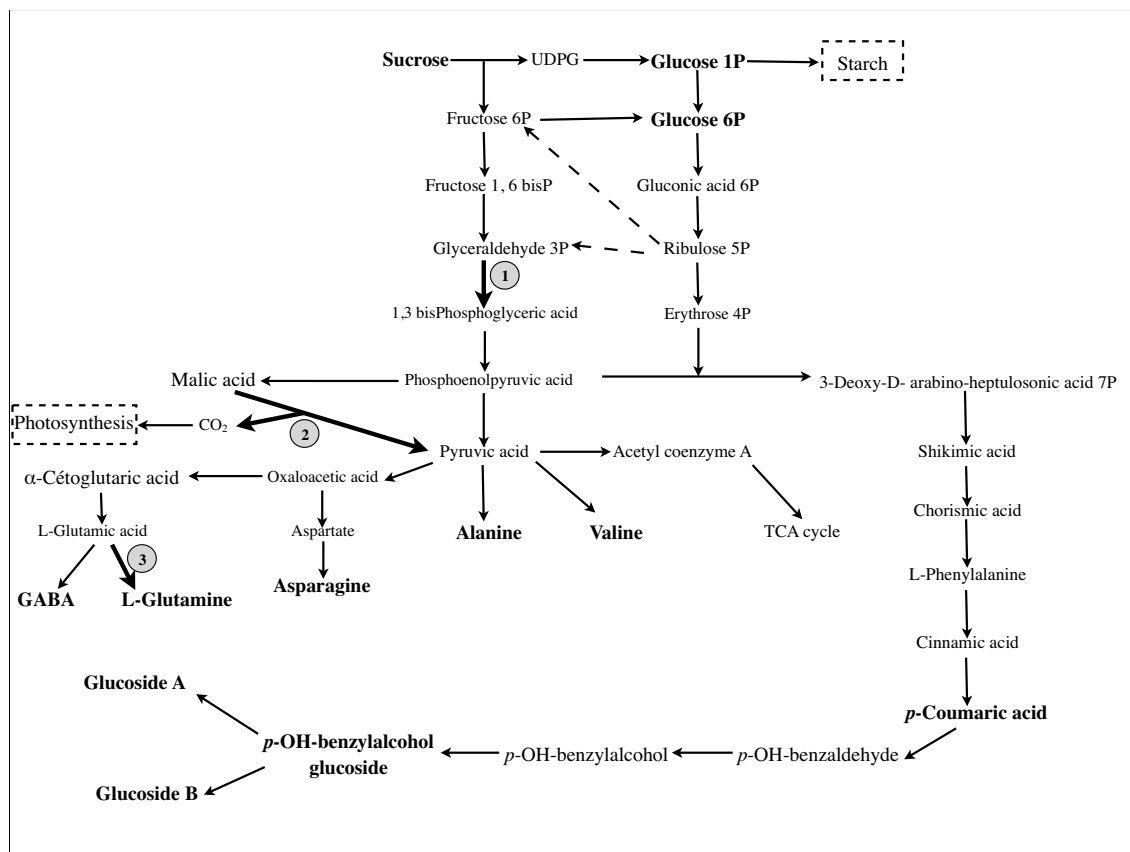 Sucrose
UDPG
Glucose 1P
Starch
Fructose 6P
Glucose 6P
Fructose 1, 6 bisP
Gluconic acid 6P
Glyceraldehyde 3P
Ribulose 5P
1
1,3 bisPhosphoglyceric acid
Erythrose 4P
Malic acid
Phosphoenolpyruvic acid
3-Deoxy-D- arabino-heptulosonic acid 7P
Photosynthesis
CO₂
2
Pyruvic acid
Acetyl coenzyme A
Shikimic acid
α-Cétoglutaric acid
Oxaloacetic acid
Chorismic acid
L-Glutamic acid
Aspartate
Alanine
Valine
TCA cycle
3
L-Phenylalanine
GABA
L-Glutamine
Asparagine
Cinnamic acid
Glucoside A
p-Coumaric acid
p-OH-benzylalcohol
glucoside
p-OH-benzylalcohol
p-OH-benzaldehyde
Glucoside B